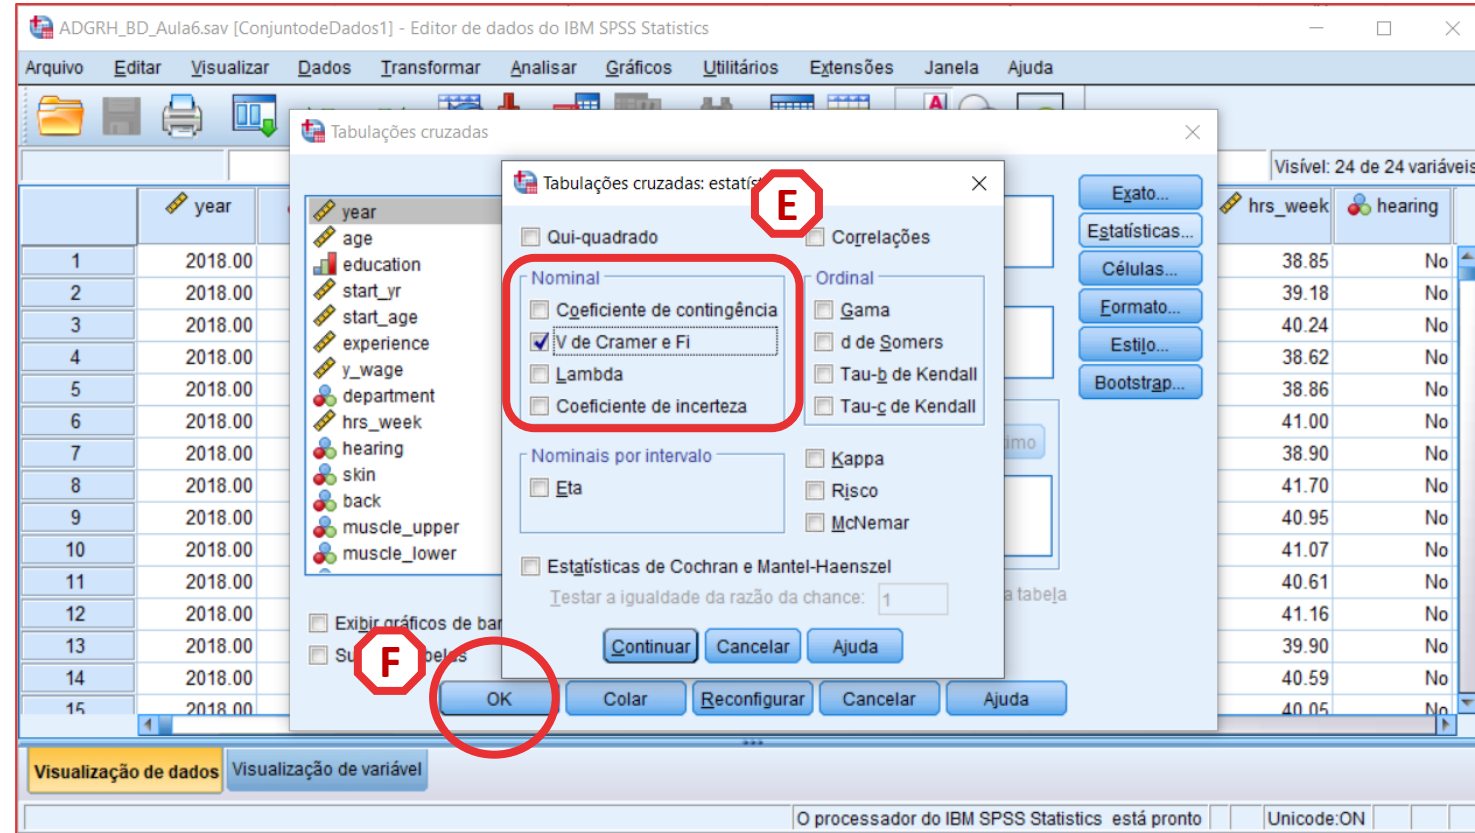 ADGRH_BD_Aula6.sav [ConjuntodeDados1] - Editor de dados do IBM SPSS Statistics
Arquivo Editar Visualizar Dados Transformar Analisar Gráficos Utilitários Extensões Janela Ajuda
A
Tabulações cruzadas
Visível: 24 de 24 variáveis
Tabulações cruzadas: estatíst
E
year
hrs_week hearing
year
age
education
start_yr
start_age
experience
y_wage
department
hrs_week
hearing
skin
back
muscle_upper
muscle_lower
Qui-quadrado
Correlações
Nominal
Coeficiente de contingência
V de Cramer e Fi
Lambda
Coeficiente de incerteza
Ordinal
Gama
d de Somers
Tau-b de Kendall
Tau-c de Kendall
Nominais por intervalo
Eta
Kappa
Risco
McNemar
Estatísticas de Cochran e Mantel-Haenszel
Testar a igualdade da razão da chance: 1
Continuar Cancelar Ajuda
Exato...
Estatísticas...
Células...
Formato...
Estilo...
Bootstrap...
imo
a tabela
Exibir gráficos de bar
Su belas
F
OK Colar Reconfigurar Cancelar Ajuda
1 2018.00 38.85 No
2 2018.00 39.18 No
3 2018.00 40.24 No
4 2018.00 38.62 No
5 2018.00 38.86 No
6 2018.00 41.00 No
7 2018.00 38.90 No
8 2018.00 41.70 No
9 2018.00 40.95 No
10 2018.00 41.07 No
11 2018.00 40.61 No
12 2018.00 41.16 No
13 2018.00 39.90 No
14 2018.00 40.59 No
15 2018.00 40.05 No
Visualização de dados Visualização de variável
O processador do IBM SPSS Statistics está pronto Unicode:ON